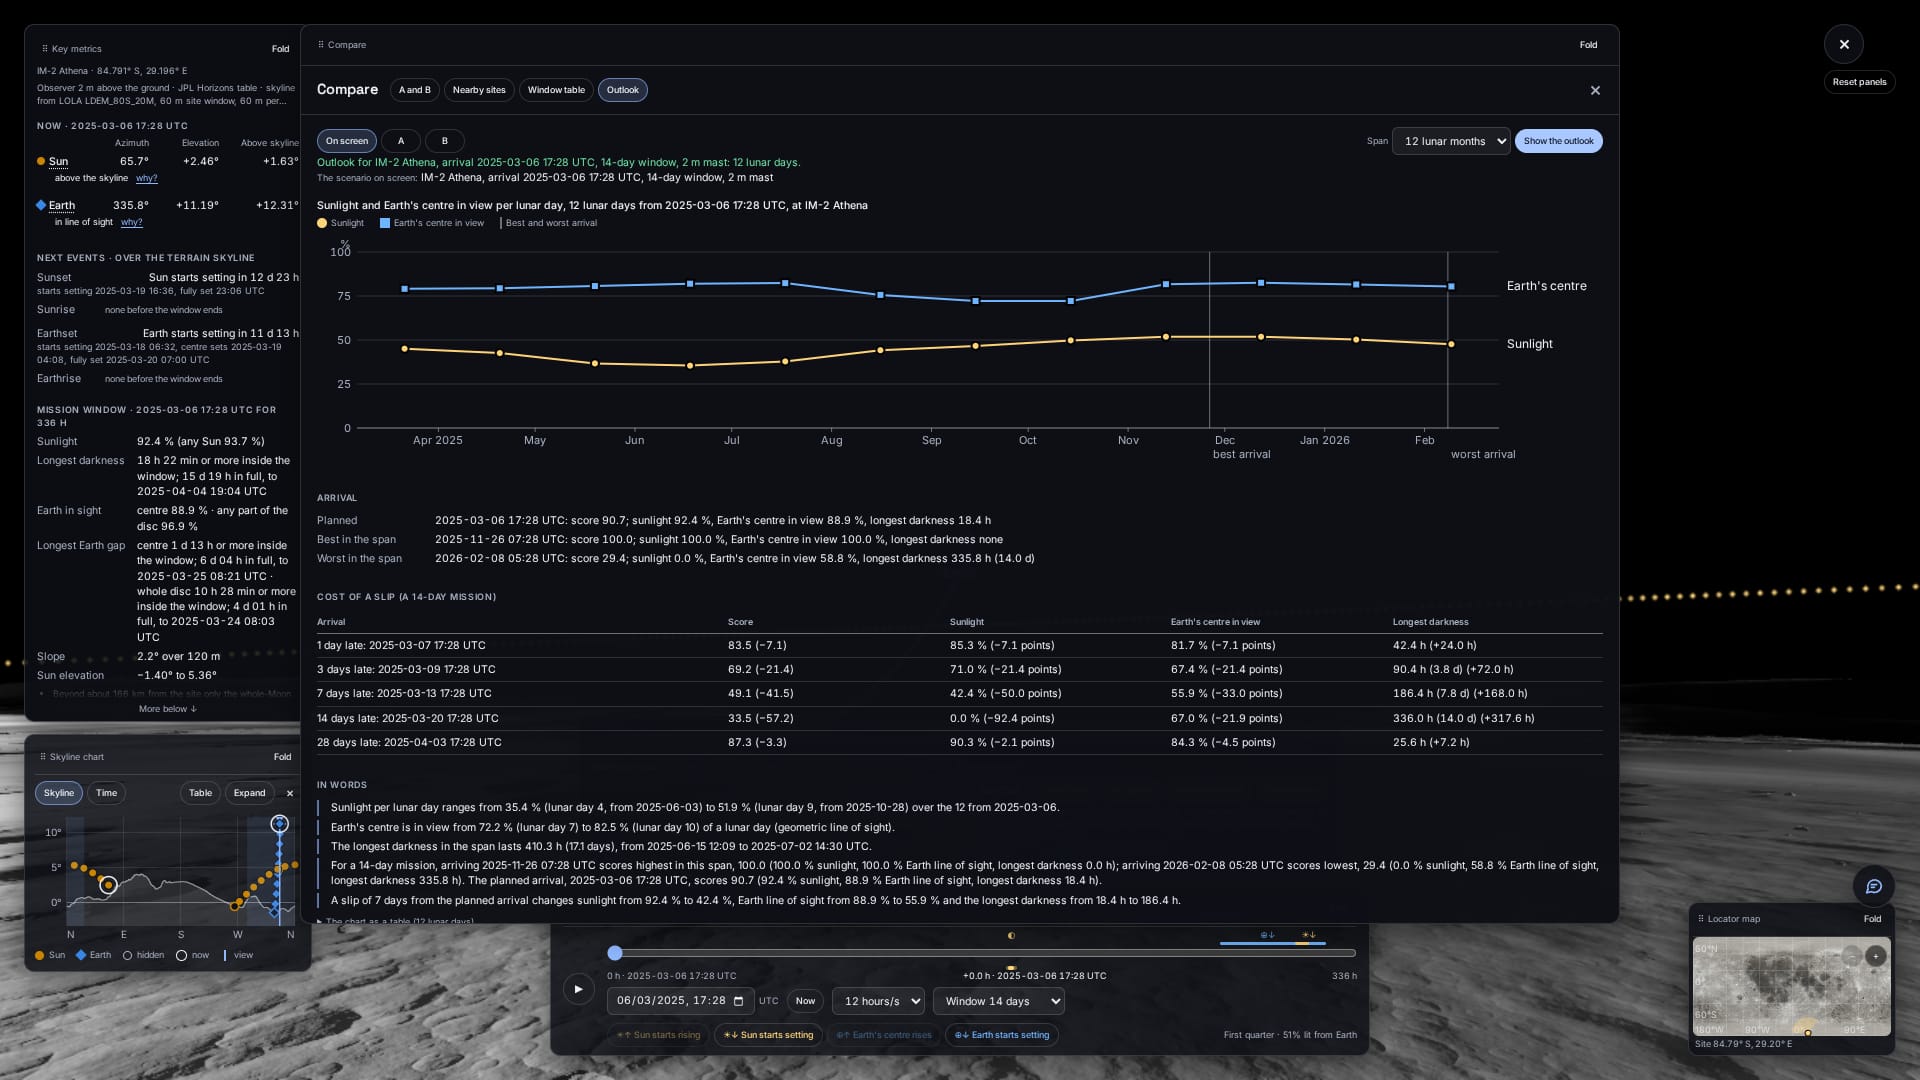 Key metrics
Fold
IM-2 Athena · 84.791° S, 29.196° E
Observer 2 m above the ground · JPL Horizons table · skyline
from LOLA LDEM_80S_20M, 60 m site window, 60 m per...
NOW · 2025-03-06 17:28 UTC
Azimuth Elevation Above skyline
Sun 65.7° +2.46° +1.63°
above the skyline why?
Earth 335.8° +11.19° +12.31°
in line of sight why?
NEXT EVENTS · OVER THE TERRAIN SKYLINE
Sunset Sun starts setting in 12 d 23 h
starts setting 2025-03-19 16:36, fully set 23:06 UTC
Sunrise none before the window ends
Earthset Earth starts setting in 11 d 13 h
starts setting 2025-03-18 06:32, centre sets 2025-03-19
04:08, fully set 2025-03-20 07:00 UTC
Earthrise none before the window ends
MISSION WINDOW · 2025-03-06 17:28 UTC FOR
336 H
Sunlight 92.4 % (any Sun 93.7 %)
Longest darkness 18 h 22 min or more inside the
window; 15 d 19 h in full, to
2025-04-04 19:04 UTC
Earth in sight centre 88.9 % · any part of the
disc 96.9 %
Longest Earth gap centre 1 d 13 h or more inside
the window; 6 d 04 h in full, to
2025-03-25 08:21 UTC ·
whole disc 10 h 28 min or more
inside the window; 4 d 01 h in
full, to 2025-03-24 08:03
UTC
Slope 2.2° over 120 m
Sun elevation −1.40° to 5.36°
Beyond about 166 km from the site only the whole-Moon
More below ↓
Skyline chart
Fold
Skyline Time Table Expand ×
10°
5°
0°
N E S W N
Sun Earth hidden now view
Compare
Fold
Compare A and B Nearby sites Window table Outlook ×
On screen A B Span 12 lunar months Show the outlook
Outlook for IM-2 Athena, arrival 2025-03-06 17:28 UTC, 14-day window, 2 m mast: 12 lunar days.
The scenario on screen: IM-2 Athena, arrival 2025-03-06 17:28 UTC, 14-day window, 2 m mast
Sunlight and Earth's centre in view per lunar day, 12 lunar days from 2025-03-06 17:28 UTC, at IM-2 Athena
Sunlight Earth's centre in view Best and worst arrival
%
100
75
50
25
0
Earth's centre
Sunlight
Apr 2025 May Jun Jul Aug Sep Oct Nov Dec Jan 2026 Feb
best arrival worst arrival
ARRIVAL
Planned 2025-03-06 17:28 UTC: score 90.7; sunlight 92.4 %, Earth's centre in view 88.9 %, longest darkness 18.4 h
Best in the span 2025-11-26 07:28 UTC: score 100.0; sunlight 100.0 %, Earth's centre in view 100.0 %, longest darkness none
Worst in the span 2026-02-08 05:28 UTC: score 29.4; sunlight 0.0 %, Earth's centre in view 58.8 %, longest darkness 335.8 h (14.0 d)
COST OF A SLIP (A 14-DAY MISSION)
Arrival Score Sunlight Earth's centre in view Longest darkness
1 day late: 2025-03-07 17:28 UTC 83.5 (−7.1) 85.3 % (−7.1 points) 81.7 % (−7.1 points) 42.4 h (+24.0 h)
3 days late: 2025-03-09 17:28 UTC 69.2 (−21.4) 71.0 % (−21.4 points) 67.4 % (−21.4 points) 90.4 h (3.8 d) (+72.0 h)
7 days late: 2025-03-13 17:28 UTC 49.1 (−41.5) 42.4 % (−50.0 points) 55.9 % (−33.0 points) 186.4 h (7.8 d) (+168.0 h)
14 days late: 2025-03-20 17:28 UTC 33.5 (−57.2) 0.0 % (−92.4 points) 67.0 % (−21.9 points) 336.0 h (14.0 d) (+317.6 h)
28 days late: 2025-04-03 17:28 UTC 87.3 (−3.3) 90.3 % (−2.1 points) 84.3 % (−4.5 points) 25.6 h (+7.2 h)
IN WORDS
Sunlight per lunar day ranges from 35.4 % (lunar day 4, from 2025-06-03) to 51.9 % (lunar day 9, from 2025-10-28) over the 12 from 2025-03-06.
Earth's centre is in view from 72.2 % (lunar day 7) to 82.5 % (lunar day 10) of a lunar day (geometric line of sight).
The longest darkness in the span lasts 410.3 h (17.1 days), from 2025-06-15 12:09 to 2025-07-02 14:30 UTC.
For a 14-day mission, arriving 2025-11-26 07:28 UTC scores highest in this span, 100.0 (100.0 % sunlight, 100.0 % Earth line of sight, longest darkness 0.0 h); arriving 2026-02-08 05:28 UTC scores lowest, 29.4 (0.0 % sunlight, 58.8 % Earth line of sight,
longest darkness 335.8 h). The planned arrival, 2025-03-06 17:28 UTC, scores 90.7 (92.4 % sunlight, 88.9 % Earth line of sight, longest darkness 18.4 h).
A slip of 7 days from the planned arrival changes sunlight from 92.4 % to 42.4 %, Earth line of sight from 88.9 % to 55.9 % and the longest darkness from 18.4 h to 186.4 h.
▸ The chart as a table (12 lunar days)
0 h · 2025-03-06 17:28 UTC +0.0 h · 2025-03-06 17:28 UTC 336 h
06/03/2025, 17:28 UTC Now 12 hours/s Window 14 days
☀↑ Sun starts rising ☀↓ Sun starts setting ⊕↑ Earth's centre rises ⊕↓ Earth starts setting First quarter · 51% lit from Earth
×
Reset panels
Locator map
Fold
60°N
0°
60°S
180°W 90°W 90°E
Site 84.79° S, 29.20° E